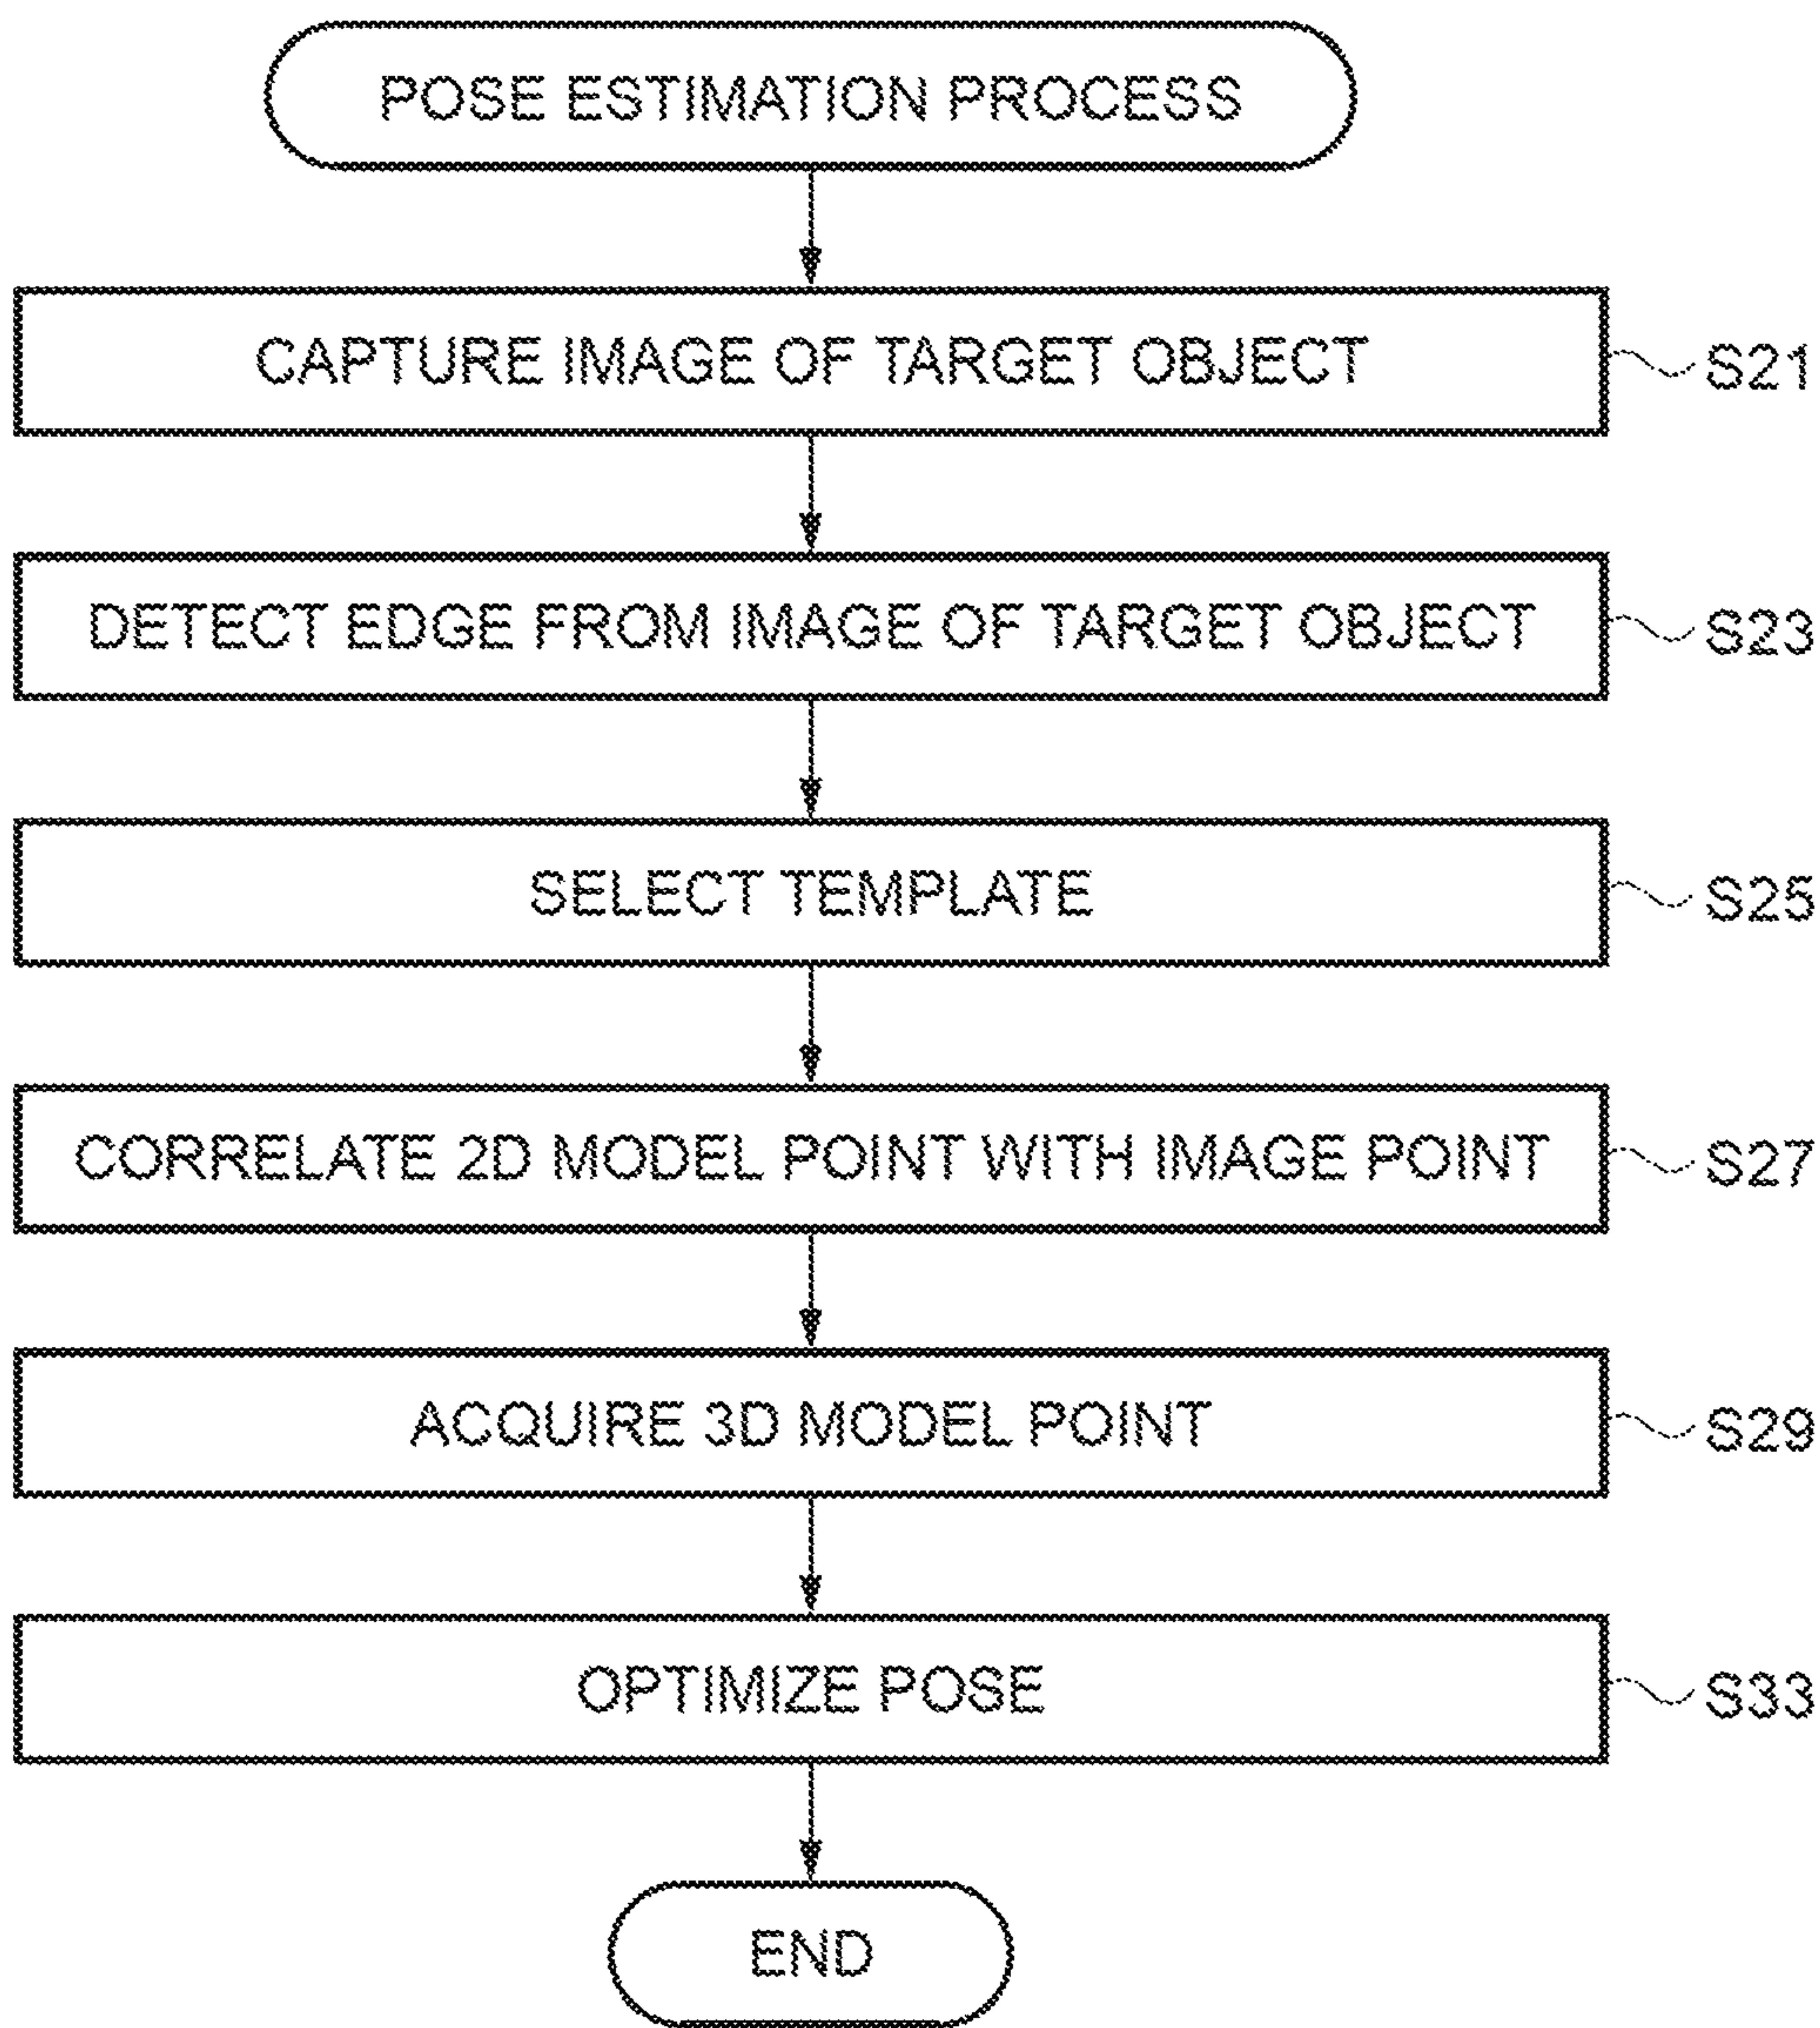 POSE ESTIMATION PROCESS
CAPTURE IMAGE OF TARGET OBJECT
S21
DETECT EDGE FROM IMAGE OF TARGET OBJECT
S23
SELECT TEMPLATE
S25
CORRELATE 2D MODEL POINT WITH IMAGE POINT
S27
ACQUIRE 3D MODEL POINT
S29
OPTIMIZE POSE
S33
END